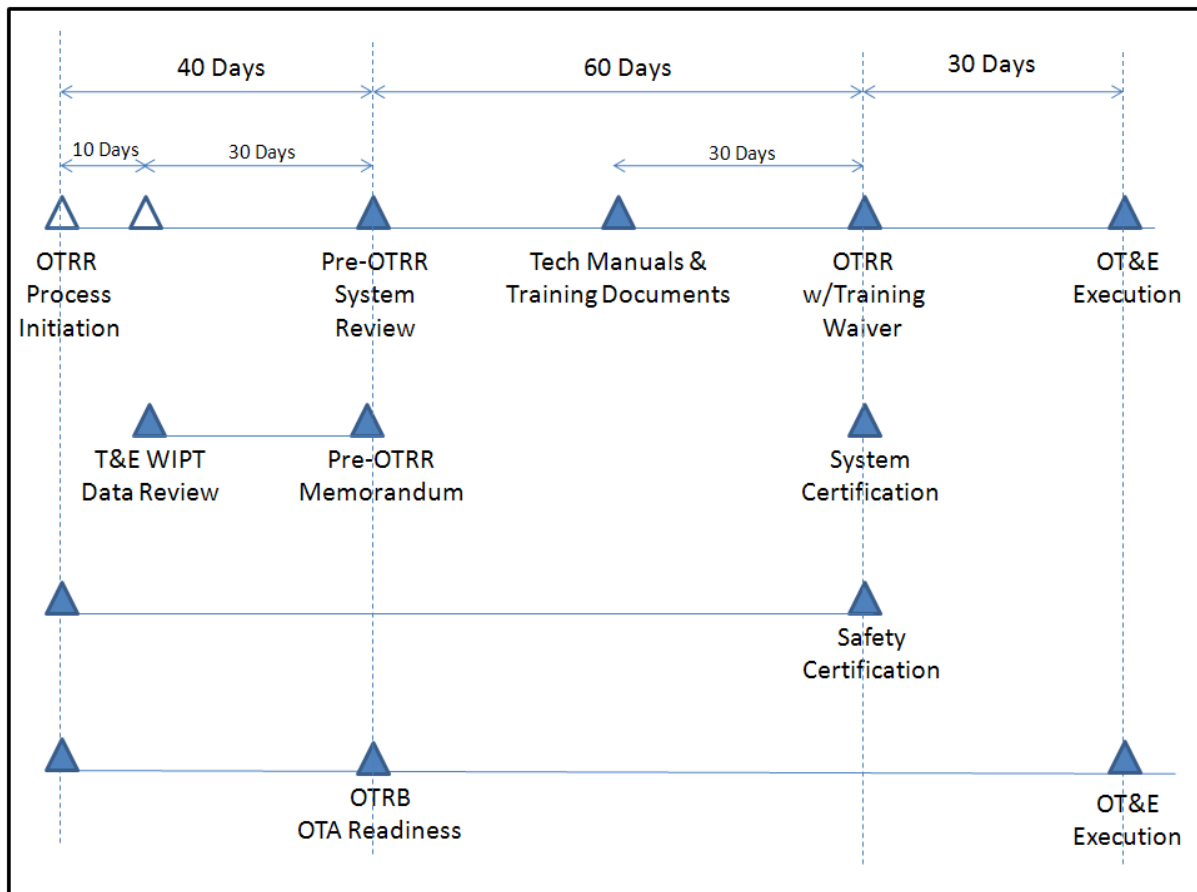 40 Days
60 Days
30 Days
10 Days
30 Days
30 Days
OTRR
Process
Initiation
Pre-OTRR
System
Review
Tech Manuals &
Training Documents
OTRR
w/Training
Waiver
OT&E
Execution
T&E WIPT
Data Review
Pre-OTRR
Memorandum
System
Certification
Safety
Certification
OTRB
OTA Readiness
OT&E
Execution